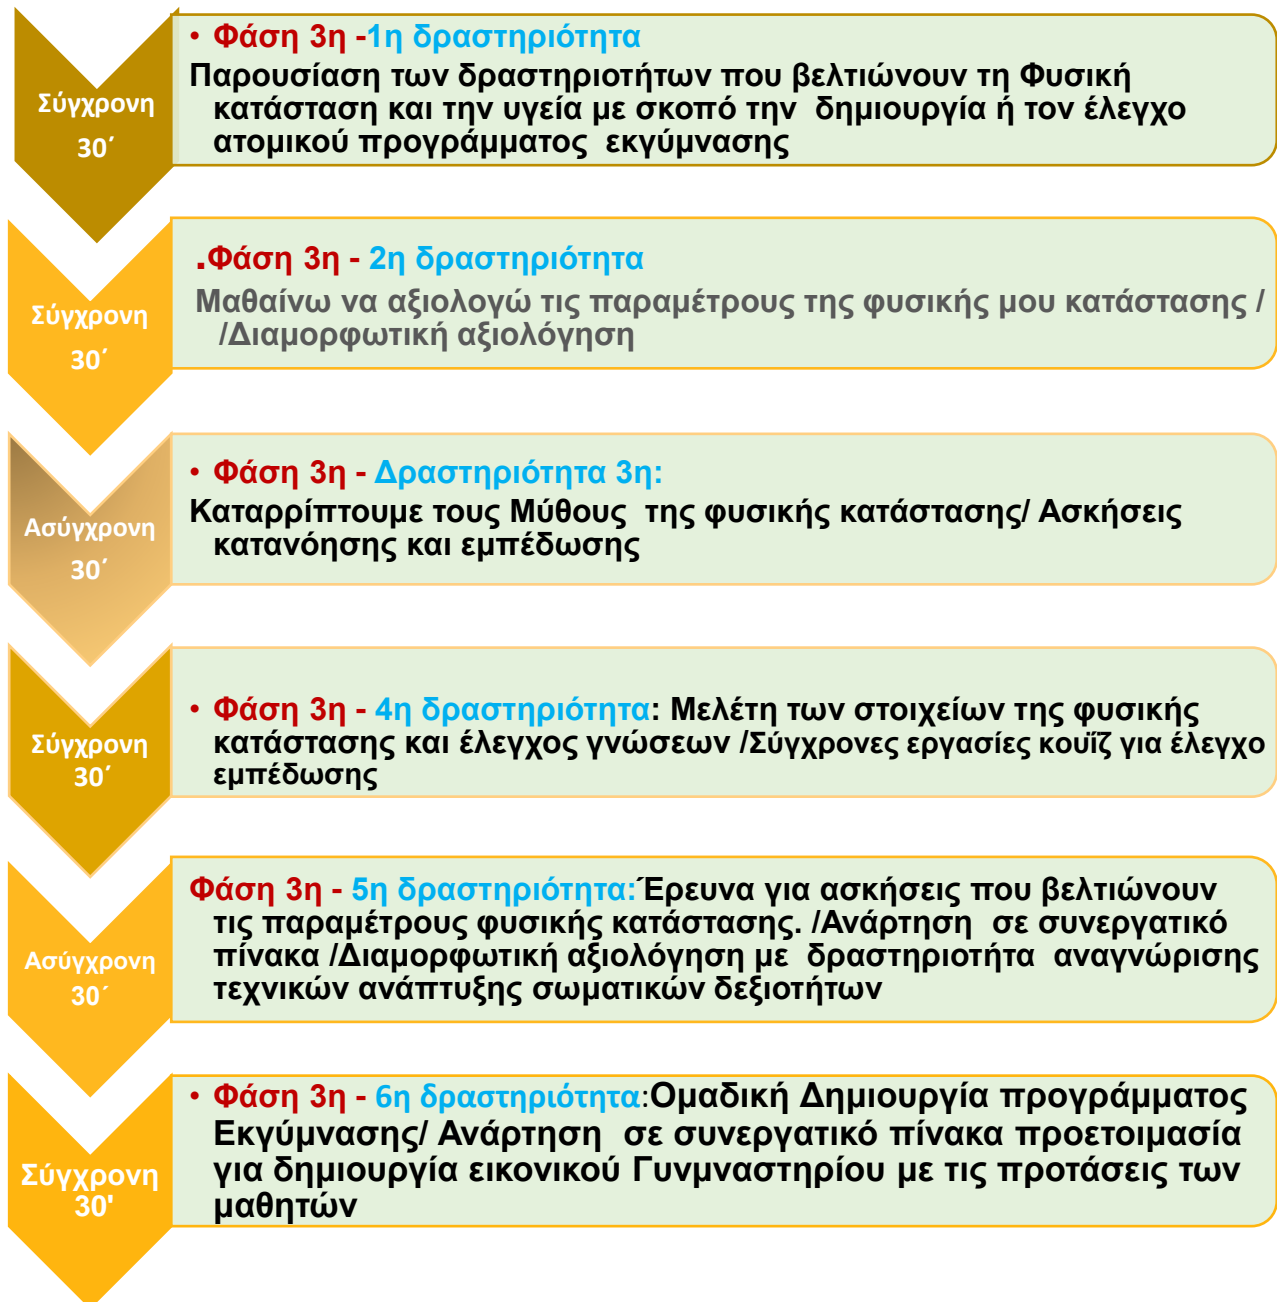 Σύγχρονη
30΄
• Φάση 3η -1η δραστηριότητα
Παρουσίαση των δραστηριοτήτων που βελτιώνουν τη Φυσική
κατάσταση και την υγεία με σκοπό την δημιουργία ή τον έλεγχο
ατομικού προγράμματος εκγύμνασης
Σύγχρονη
30΄
.Φάση 3η - 2η δραστηριότητα
Μαθαίνω να αξιολογώ τις παραμέτρους της φυσικής μου κατάστασης /
/Διαμορφωτική αξιολόγηση
Ασύγχρονη
30΄
• Φάση 3η - Δραστηριότητα 3η:
Καταρρίπτουμε τους Μύθους της φυσικής κατάστασης/ Ασκήσεις
κατανόησης και εμπέδωσης
Σύγχρονη
30΄
• Φάση 3η - 4η δραστηριότητα: Μελέτη των στοιχείων της φυσικής
κατάστασης και έλεγχος γνώσεων /Σύγχρονες εργασίες κουΐζ για έλεγχο
εμπέδωσης
Ασύγχρονη
30΄
Φάση 3η - 5η δραστηριότητα:Έρευνα για ασκήσεις που βελτιώνουν
τις παραμέτρους φυσικής κατάστασης. /Ανάρτηση σε συνεργατικό
πίνακα /Διαμορφωτική αξιολόγηση με δραστηριοτήτα αναγνώρισης
τεχνικών ανάπτυξης σωματικών δεξιοτήτων
Σύγχρονη
30'
• Φάση 3η - 6η δραστηριότητα:Ομαδική Δημιουργία προγράμματος
Εκγύμνασης/ Ανάρτηση σε συνεργατικό πίνακα προετοιμασία
για δημιουργία εικονικού Γυνμναστηρίου με τις προτάσεις των
μαθητών